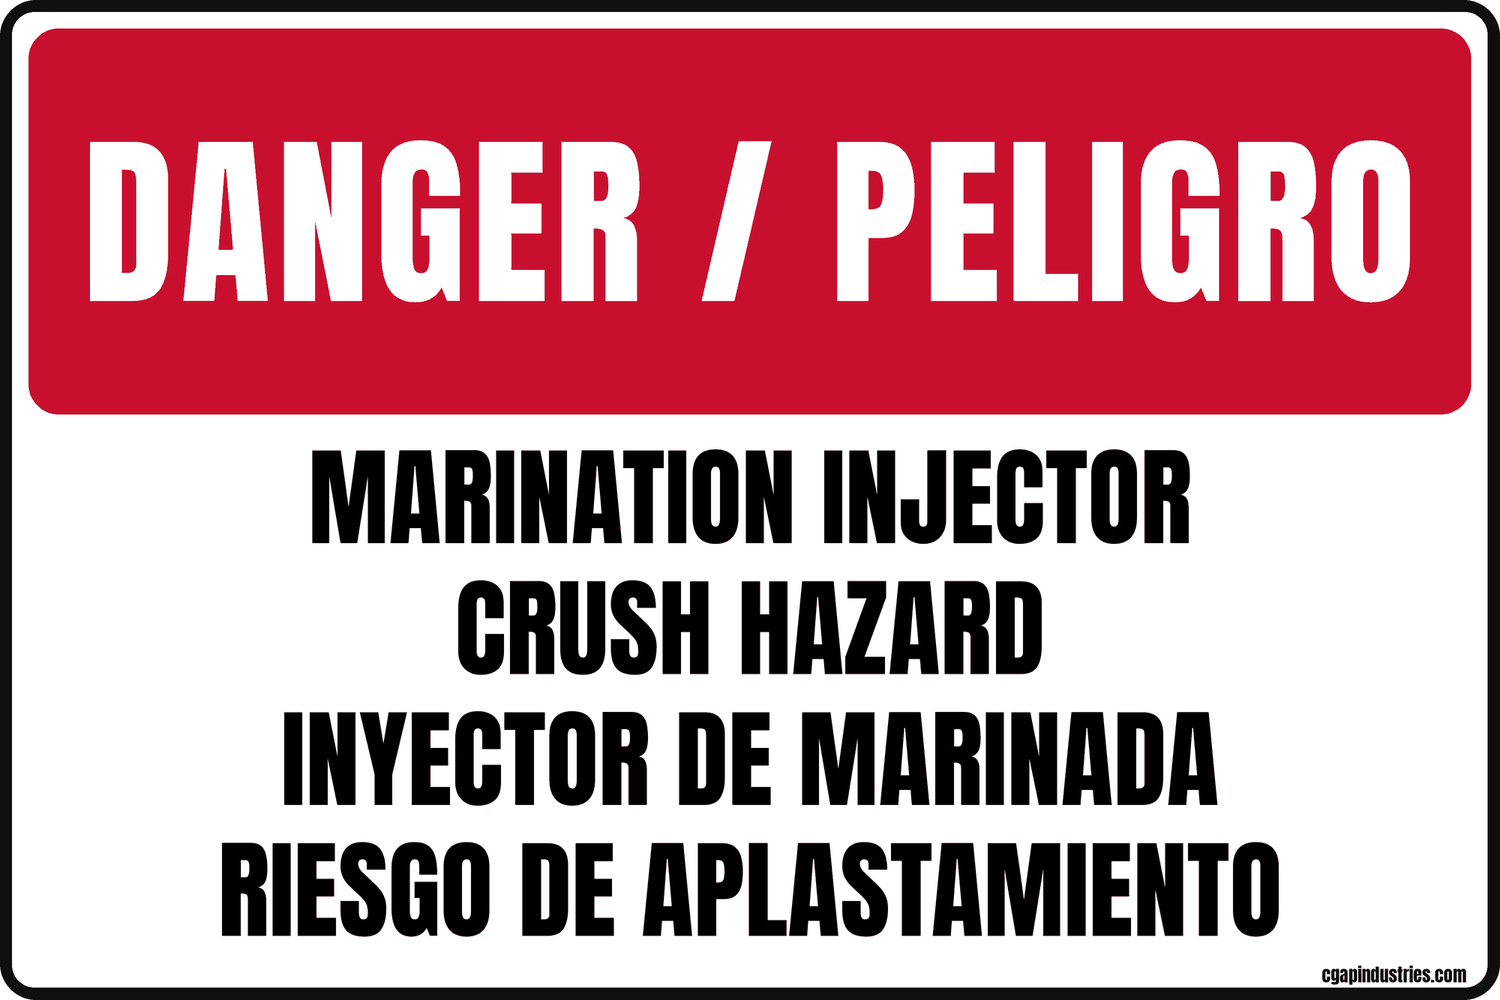 DANGER / PELIGRO
MARINATION INJECTOR
CRUSH HAZARD
INYECTOR DE MARINADA
RIESGO DE APLASTAMIENTO
cgapindustries.com